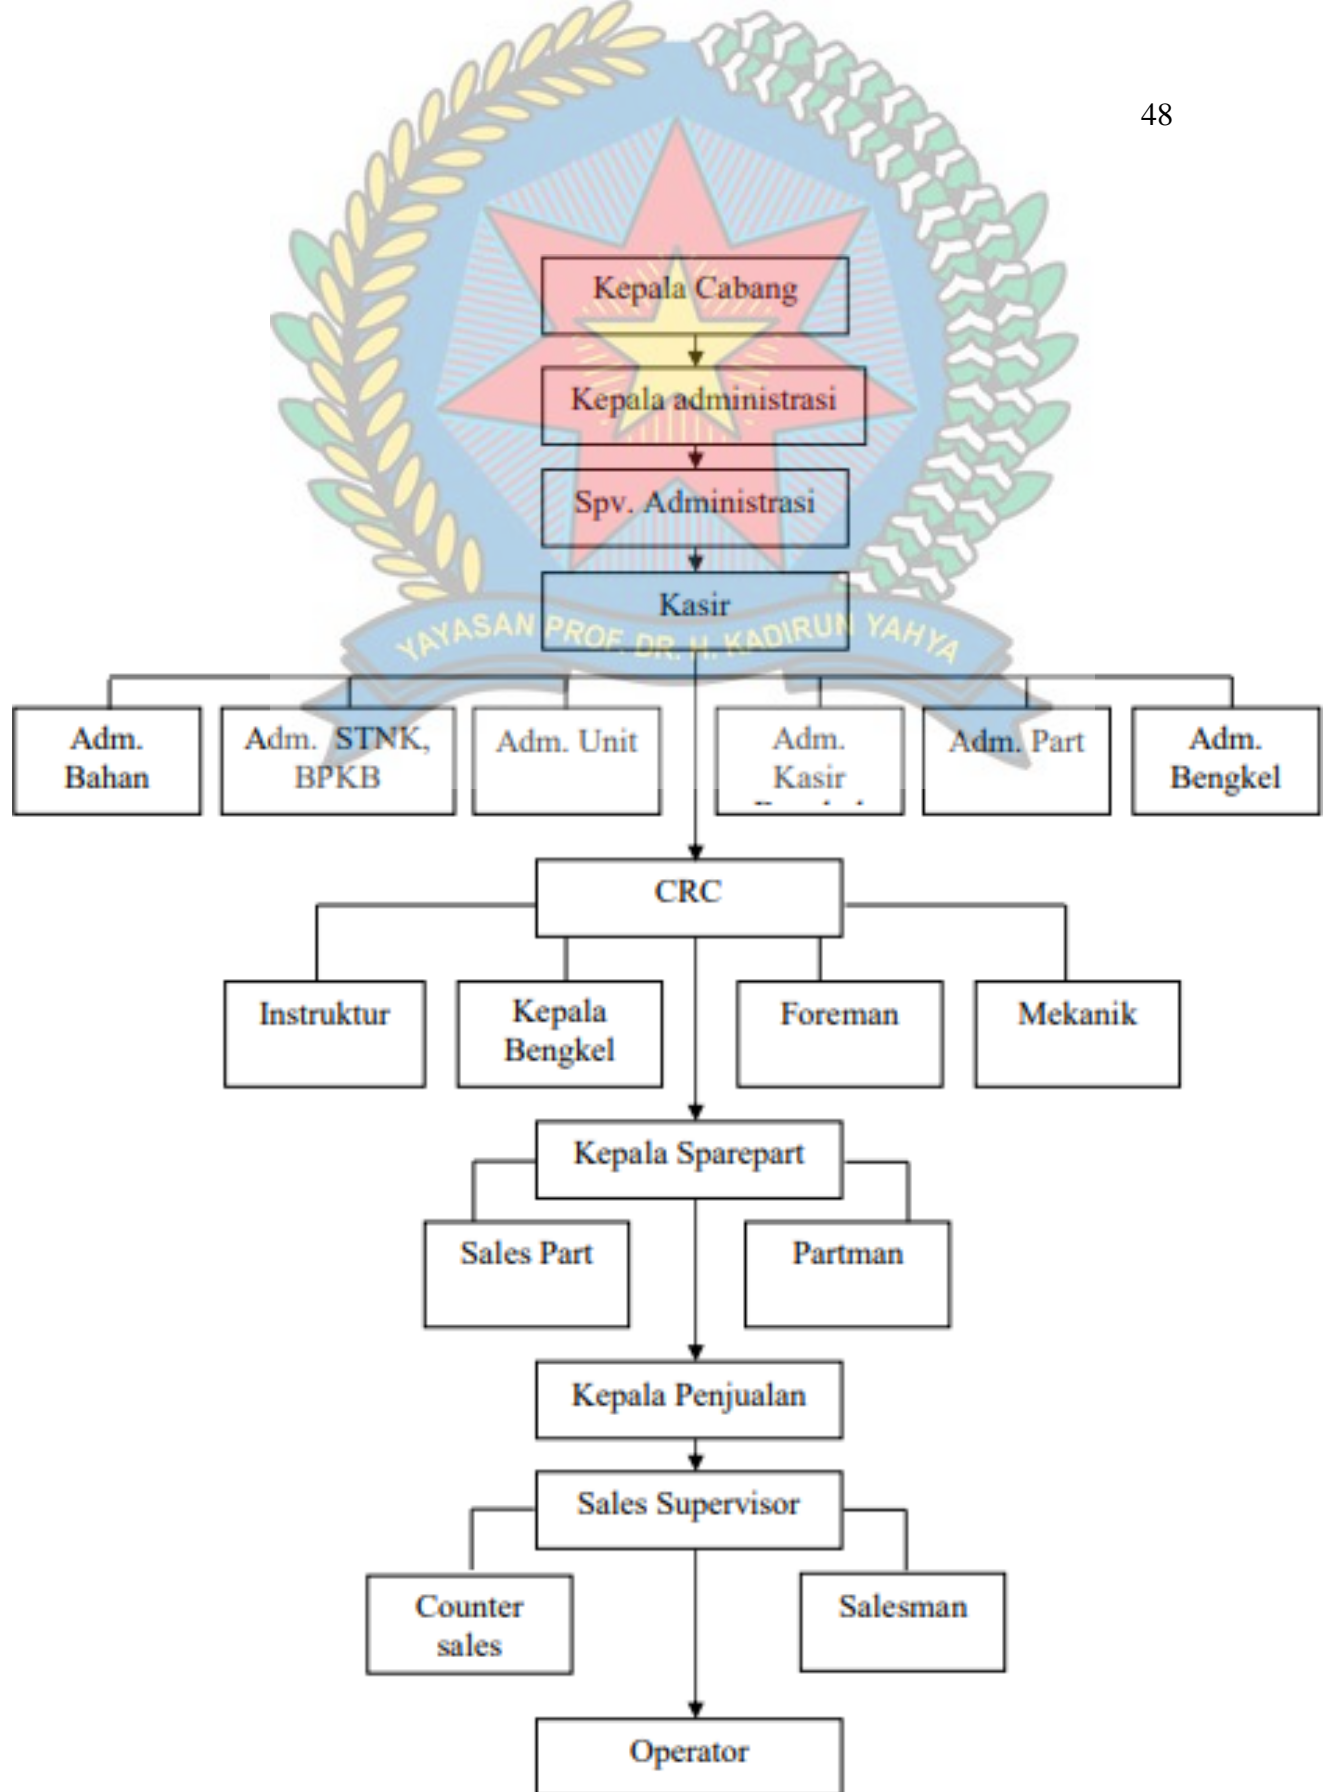 48
Kepala Cabang
Kepala administrasi
Spv. Administrasi
Kasir
YAYASAN PROF. DR. H. KADIRUN YAHYA
Adm.
Bahan
Adm. STNK,
BPKB
Adm. Unit
Adm.
Kasir
Adm. Part
Adm.
Bengkel
CRC
Instruktur
Kepala
Bengkel
Foreman
Mekanik
Kepala Sparepart
Sales Part
Partman
Kepala Penjualan
Sales Supervisor
Counter
sales
Salesman
Operator